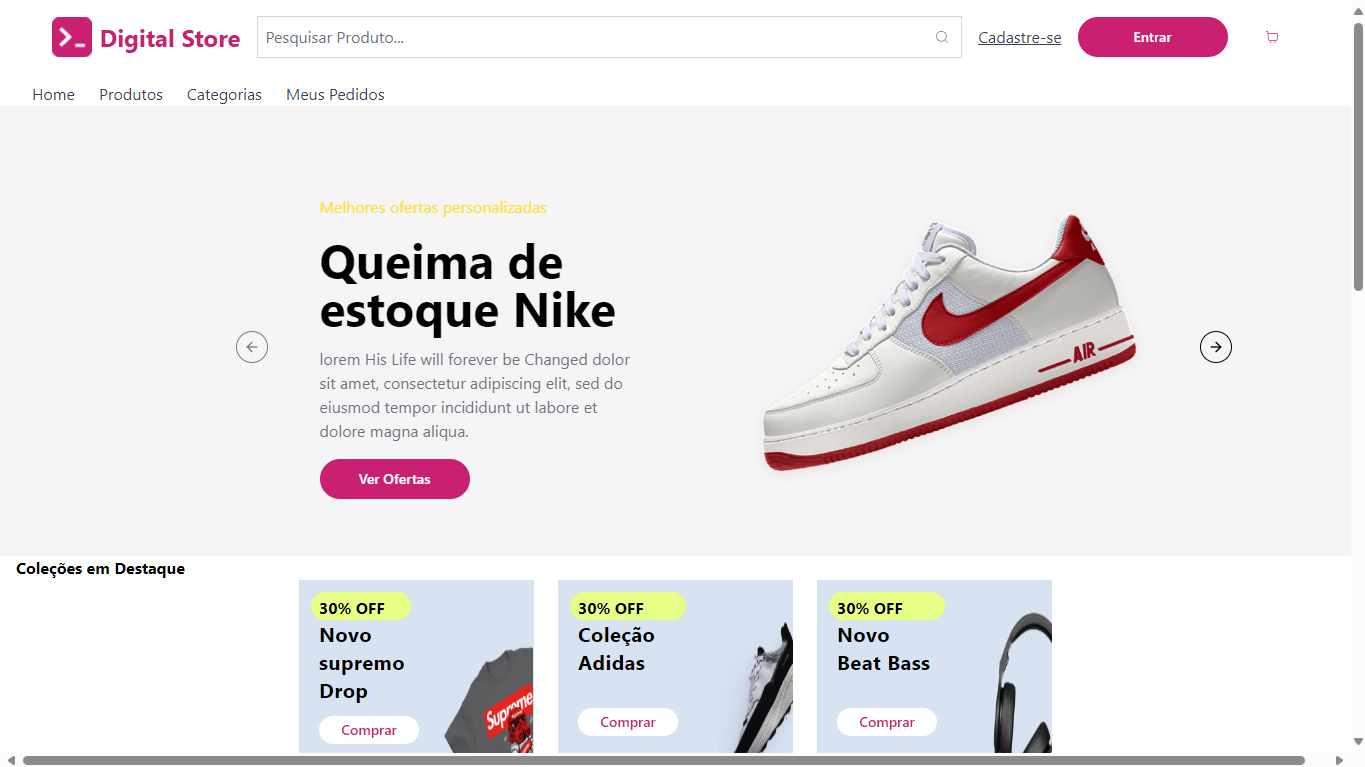 Digital Store
Pesquisar Produto...
Cadastre-se
Entrar
Home
Produtos
Categorias
Meus Pedidos
Melhores ofertas personalizadas
Queima de
estoque Nike
lorem His Life will forever be Changed dolor
sit amet, consectetur adipiscing elit, sed do
eiusmod tempor incididunt ut labore et
dolore magna aliqua.
Ver Ofertas
AIR
Coleções em Destaque
30% OFF
Novo
supremo
Drop
Comprar
Supreme
30% OFF
Coleção
Adidas
Comprar
30% OFF
Novo
Beat Bass
Comprar